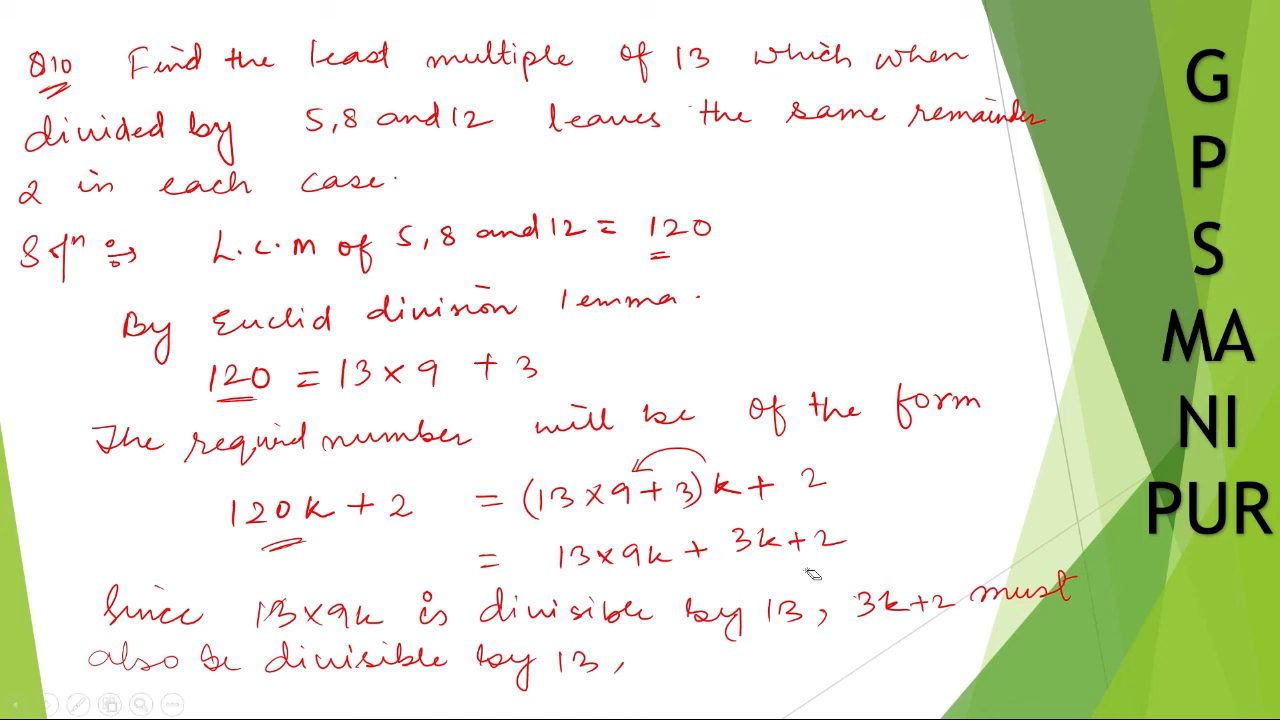 Q10 Find the least multiple of 13 which when
divided by 5, 8 and 12 leaves the same remainder
2 in each case.
Sol^n :→ L.C.M of 5, 8 and 12 = 120
By Euclid division lemma.
120 = 13 × 9 + 3
The requird number will be of the form
120k + 2 = (13 × 9 + 3) k + 2
= 13 × 9k + 3k + 2
Since 13 × 9k is divisible by 13, 3k+2 must
also be divisible by 13,
G
P
S
MA
NI
PUR